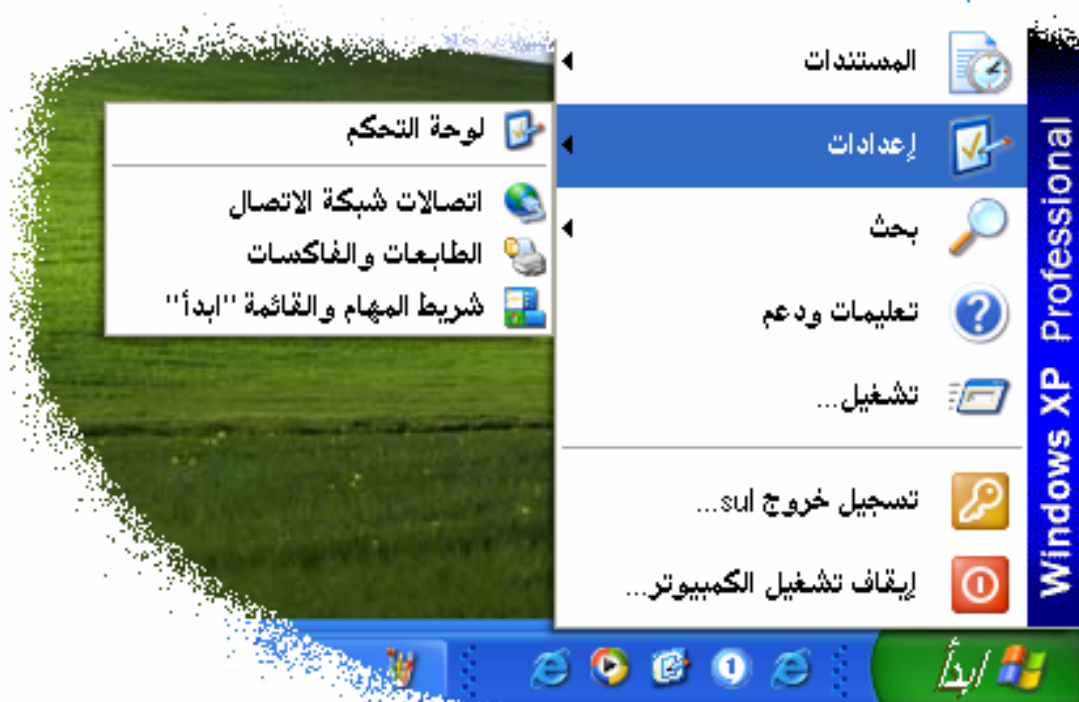 المستندات
إعدادات
بحث
تعليمات ودعم
تشغيل...
تسجيل خروج sul...
إيقاف تشغيل الكمبيوتر...
لوحة التحكم
اتصالات شبكة الاتصال
الطابعات والفاكسات
شريط المهام والقائمة "ابدأ"
Windows XP Professional
ابدأ
1